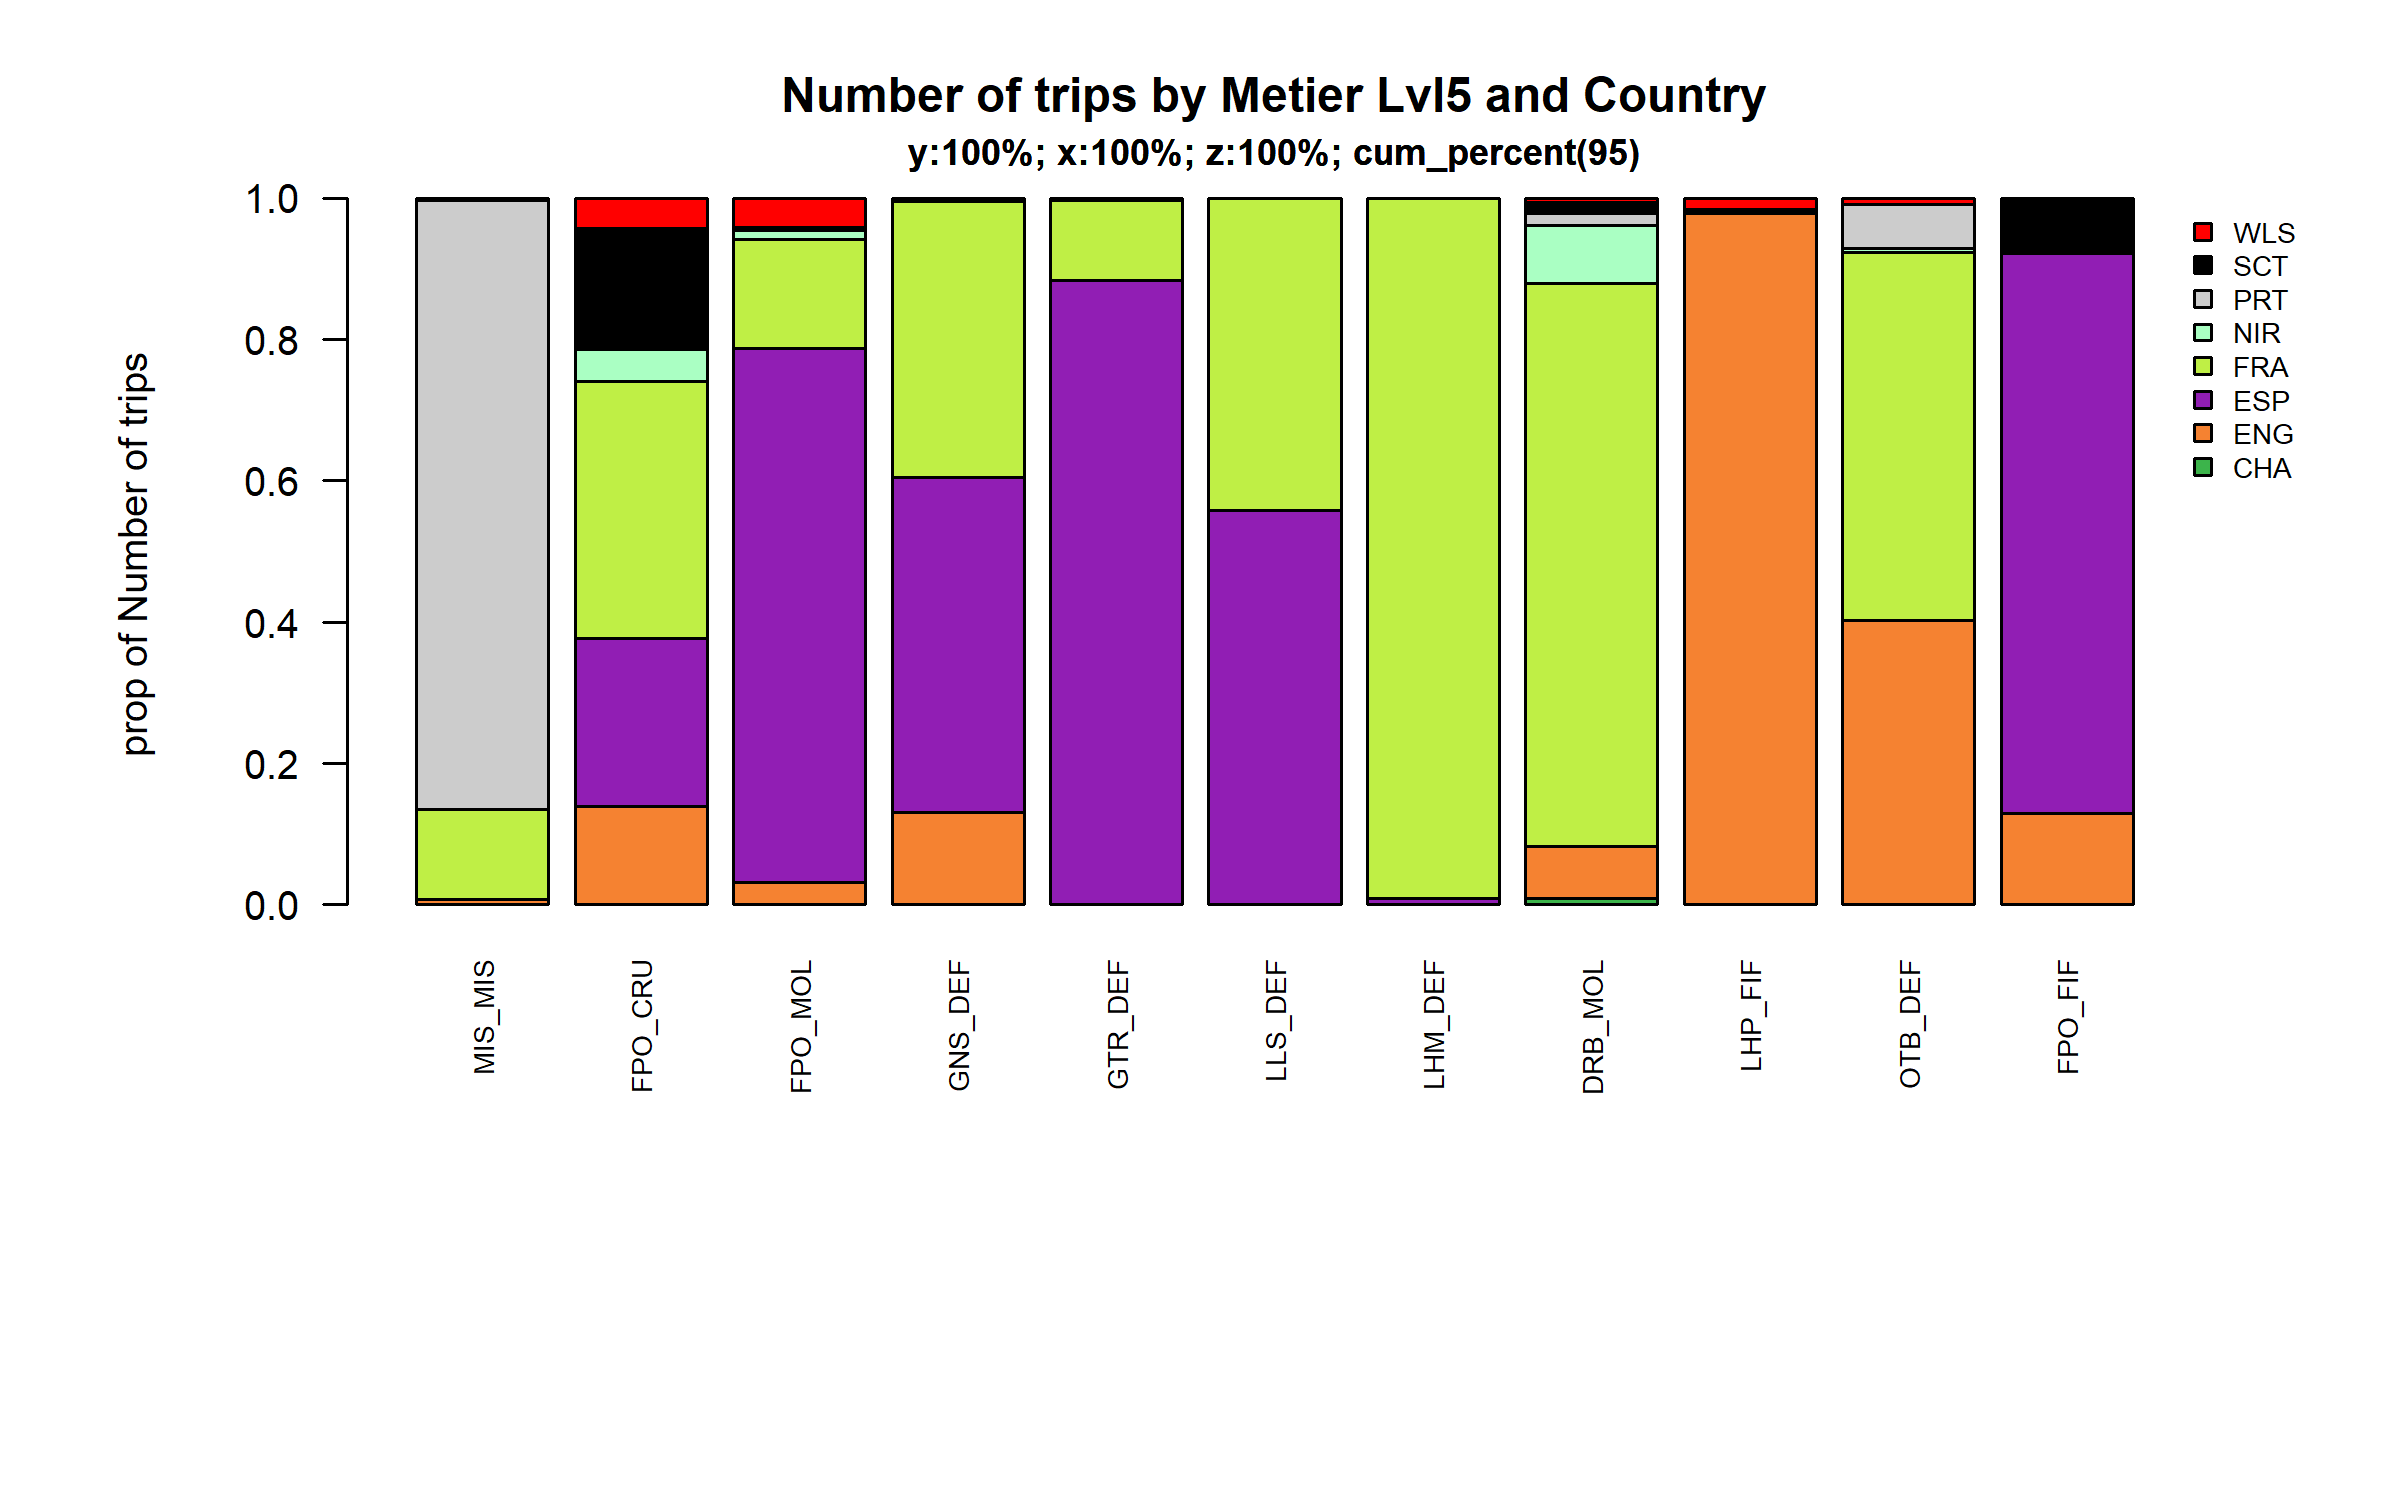 Number of trips by Metier Lvl5 and Country
y:100%; x:100%; z:100%; cum_percent(95)
prop of Number of trips
1.0
0.8
0.6
0.4
0.2
0.0
WLS
SCT
PRT
NIR
FRA
ESP
ENG
CHA
MIS_MIS
FPO_CRU
FPO_MOL
GNS_DEF
GTR_DEF
LLS_DEF
LHM_DEF
DRB_MOL
LHP_FIF
OTB_DEF
FPO_FIF